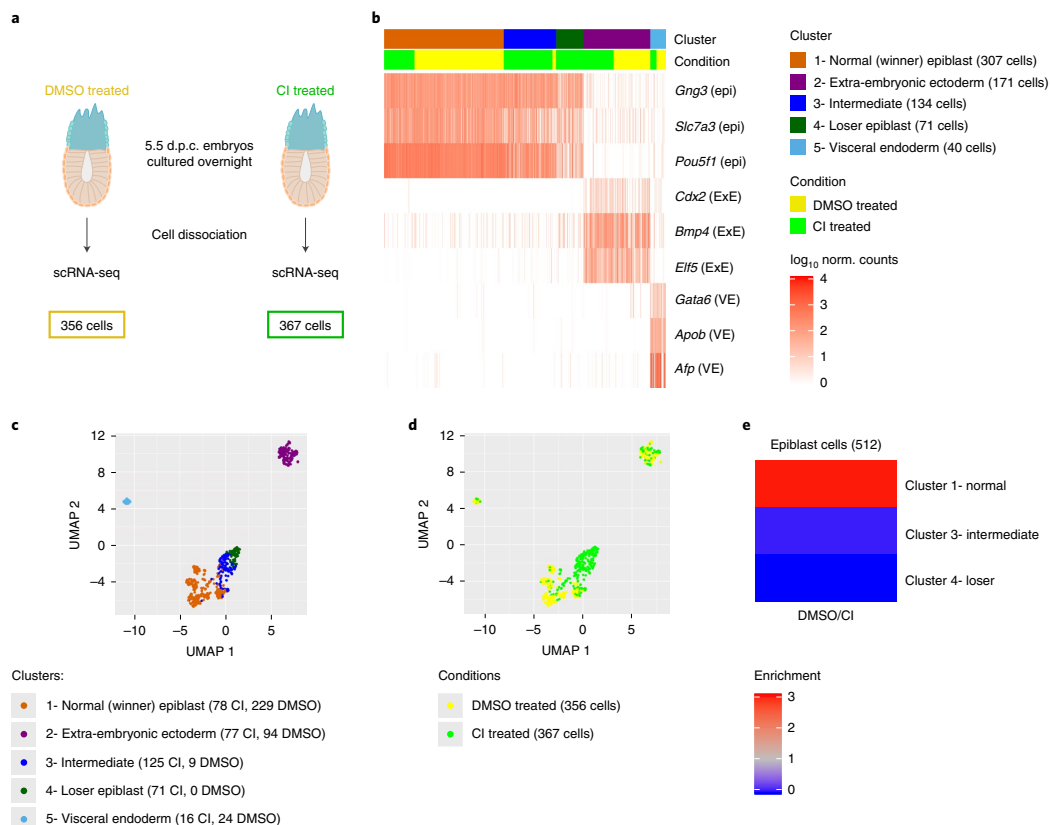 a
DMSO treated
CI treated
5.5 d.p.c. embryos
cultured overnight
Cell dissociation
scRNA-seq
scRNA-seq
356 cells
367 cells
b
Cluster
Condition
Gng3 (epi)
Slc7a3 (epi)
Pou5f1 (epi)
Cdx2 (ExE)
Bmp4 (ExE)
Elf5 (ExE)
Gata6 (VE)
Apob (VE)
Afp (VE)
Cluster
1- Normal (winner) epiblast (307 cells)
2- Extra-embryonic ectoderm (171 cells)
3- Intermediate (134 cells)
4- Loser epiblast (71 cells)
5- Visceral endoderm (40 cells)
Condition
DMSO treated
CI treated
log10 norm. counts
4
3
2
1
0
c
12
8
4
0
−4
UMAP 2
−10
−5
0
5
UMAP 1
Clusters:
1- Normal (winner) epiblast (78 CI, 229 DMSO)
2- Extra-embryonic ectoderm (77 CI, 94 DMSO)
3- Intermediate (125 CI, 9 DMSO)
4- Loser epiblast (71 CI, 0 DMSO)
5- Visceral endoderm (16 CI, 24 DMSO)
d
12
8
4
0
−4
UMAP 2
−10
−5
0
5
UMAP 1
Conditions
DMSO treated (356 cells)
CI treated (367 cells)
e
Epiblast cells (512)
Cluster 1- normal
Cluster 3- intermediate
Cluster 4- loser
DMSO/CI
Enrichment
3
2
1
0